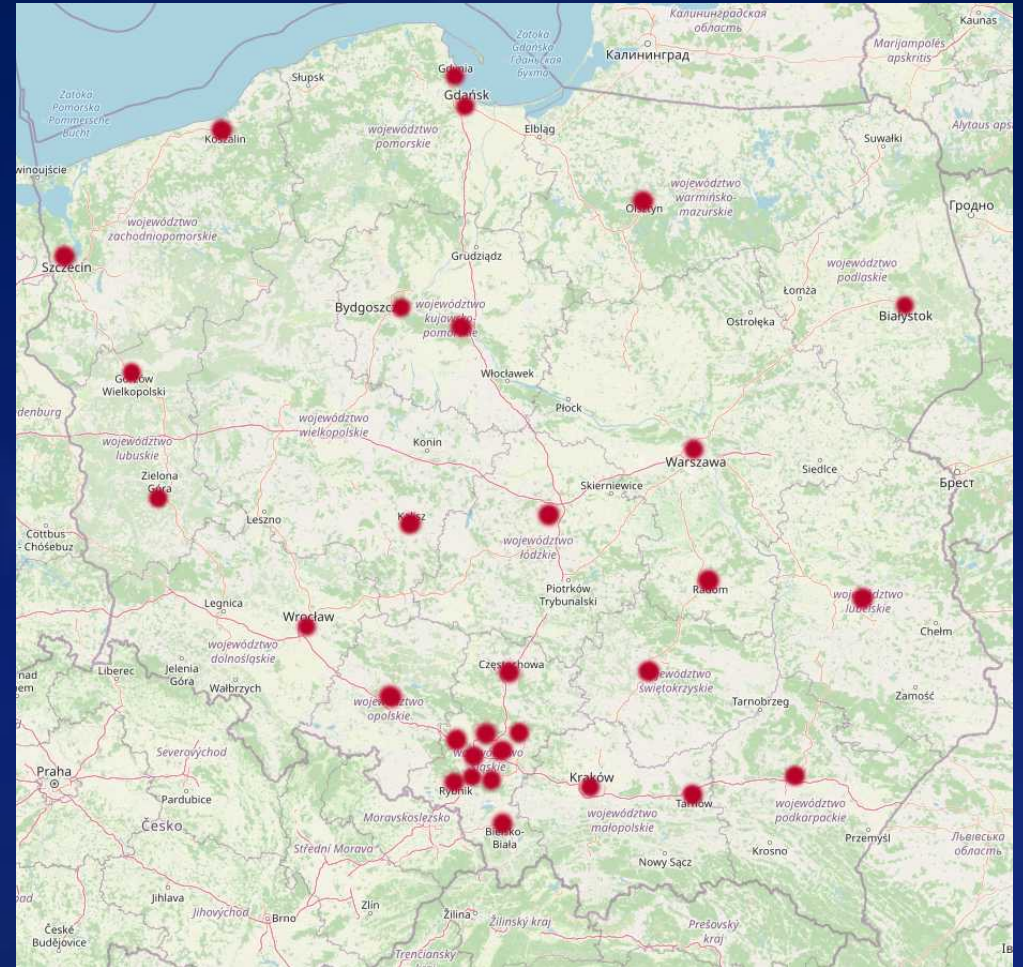 Калининградская
область
Kaunas
Zatoka
Gdańska
Гданьская
бухта
Marijampolės
apskritis
Gdynia
Калининград
Słupsk
Zatoka
Pomorska
Pommersche
Bucht
Gdańsk
Koszalin
województwo
pomorskie
Elbląg
Suwałki
Alytaus aps
winoujście
województwo
warmińsko-
mazurskie
Olsztyn
Гродно
województwo
zachodniopomorskie
Grudziądz
Szczecin
województwo
podlaskie
Łomża
Białystok
Bydgoszcz
województwo
kujawsko-
pomorskie
Ostrołęka
Włocławek
Gorzów
Wielkopolski
Płock
denburg
województwo
wielkopolskie
województwo
lubuskie
Konin
Warszawa
Siedlce
Zielona
Góra
Skierniewice
Брест
Leszno
Kalisz
Cottbus
- Chóśebuz
województwo
łódzkie
Piotrków
Trybunalski
Radom
województwo
lubelskie
Legnica
Wrocław
Chełm
województwo
dolnośląskie
Liberec
Jelenia
Góra
Wałbrzych
Częstochowa
województwo
świętokrzyskie
nad
em
województwo
opolskie
Tarnobrzeg
Zamość
Severovýchod
województwo
śląskie
Praha
Kraków
Rybnik
Tarnów
Pardubice
Moravskoslezsko
województwo
małopolskie
województwo
podkarpackie
Česko
Bielsko-
Biała
Przemyśl
Львівська
область
Střední Morava
Nowy Sącz
Krosno
Jihlava
Jihovýchod
Brno
Zlín
Žilina
Žilinský kraj
Prešovský
kraj
České
Budějovice
Trenčiansky
Ів